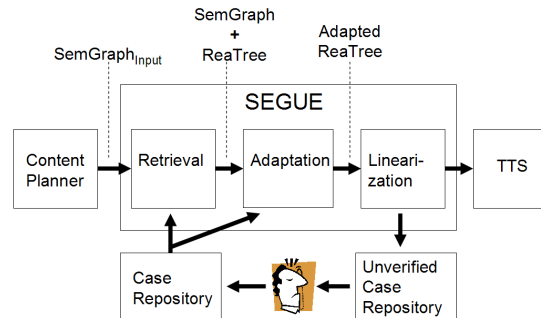 SemGraph
+
ReaTree
Adapted
ReaTree
SemGraphInput
SEGUE
Content
Planner
Retrieval
Adaptation
Lineari-
zation
TTS
Case
Repository
Unverified
Case
Repository